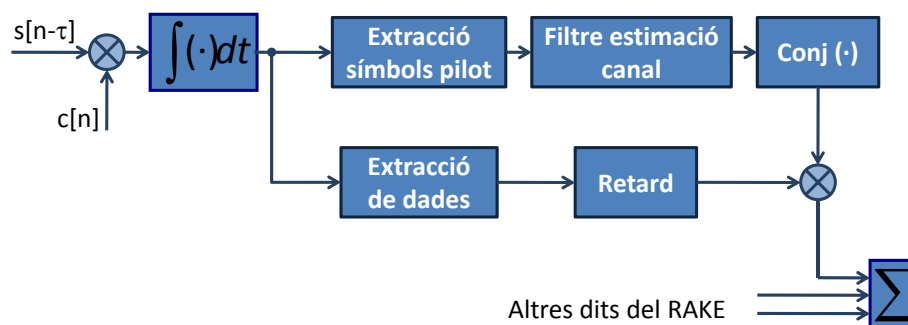 s[n-τ]
c[n]
∫(·)dt
Extracció
símbols pilot
Filtre estimació
canal
Conj (·)
Extracció
de dades
Retard
Altres dits del RAKE
∑